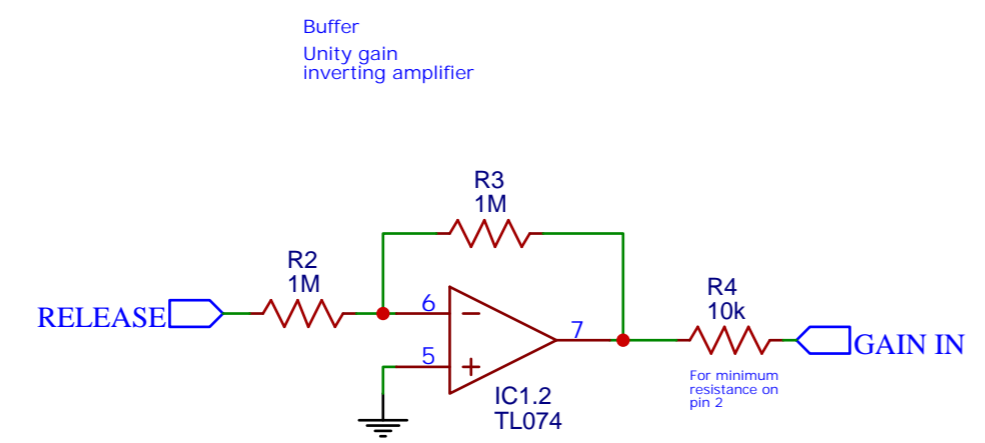 Buffer
Unity gain
inverting amplifier
R3
1M
R2
1M
6
R4
10k
RELEASE
7
GAIN IN
5
For minimum
resistance on
pin 2
IC1.2
TL074